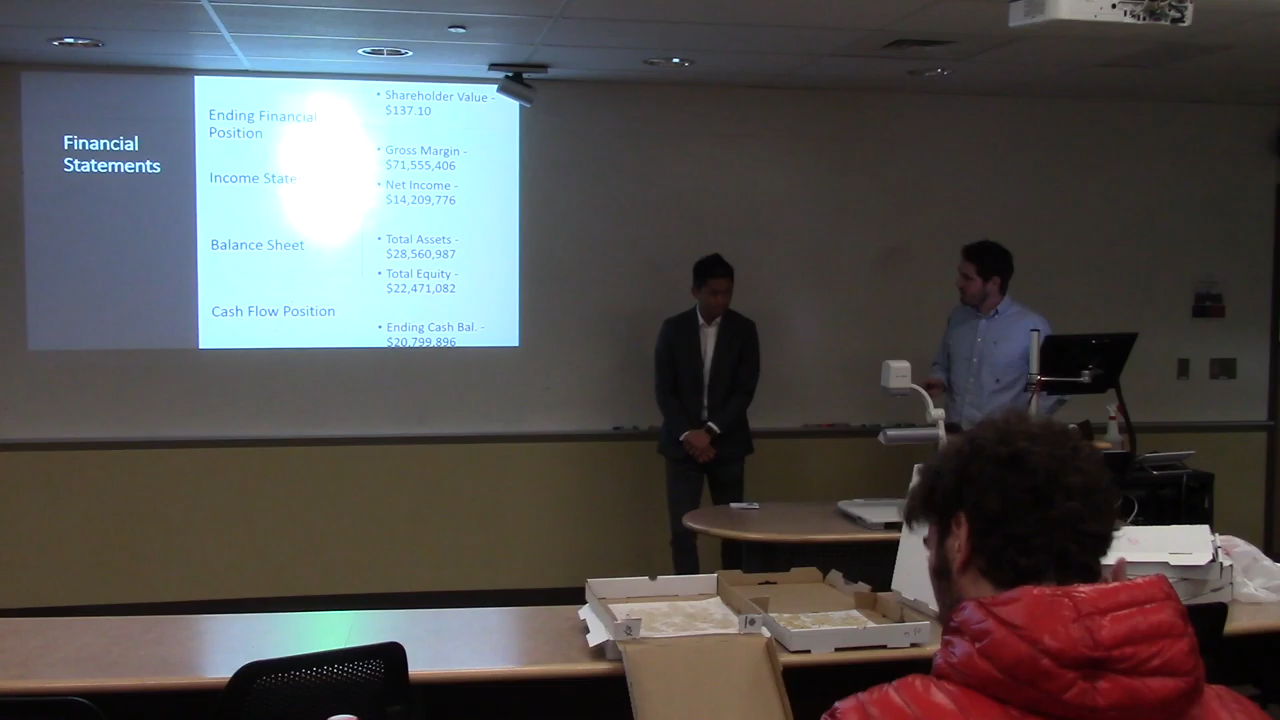 Financial
Statements
Ending Financial
Position
Income State
Balance Sheet
Cash Flow Position
• Shareholder Value -
$137.10
• Gross Margin -
$71,555,406
• Net Income -
$14,209,776
• Total Assets -
$28,560,987
• Total Equity -
$22,471,082
• Ending Cash Bal. -
$20,799,896